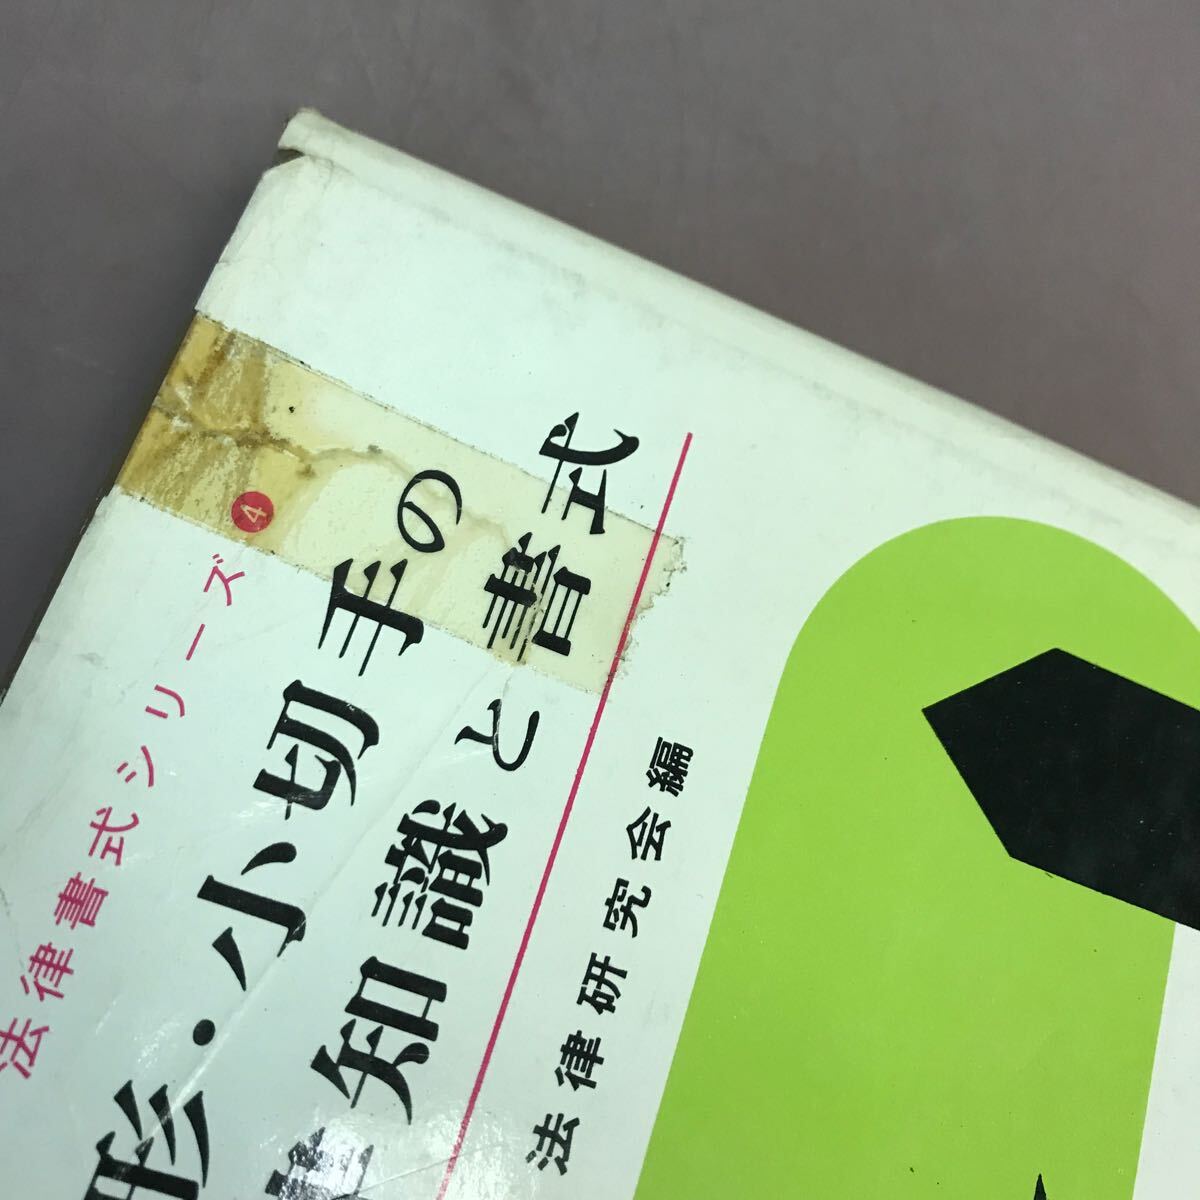 法律書式シリーズ4
形・小切手の
知識と書式
法律研究会編